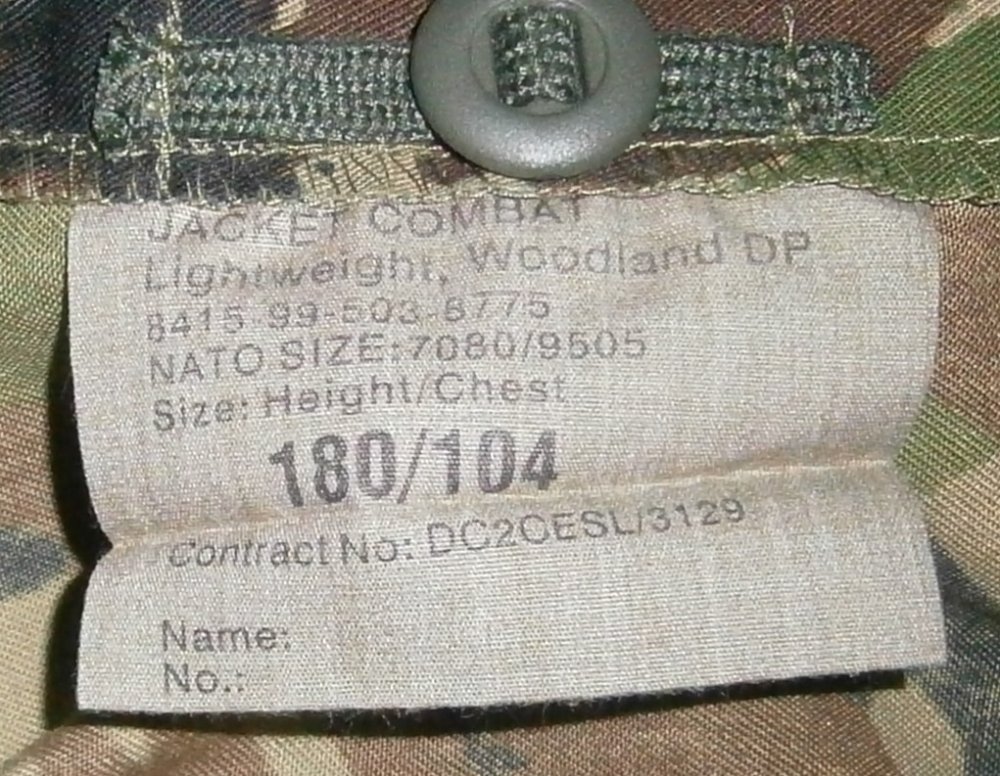 JACKET COMBAT
Lightweight, Woodland DP
8415-99-503-8775
NATO SIZE:7080/9505
Size: Height/Chest
180/104
Contract No: DC2CESL/3129
Name:
No.: